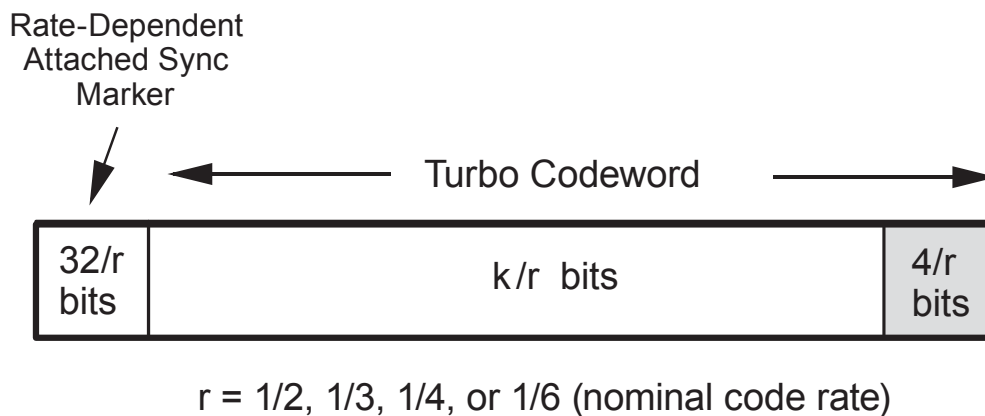 Rate-Dependent
Attached Sync
Marker
Turbo Codeword
32/r
bits
k/r bits
4/r
bits
r = 1/2, 1/3, 1/4, or 1/6 (nominal code rate)